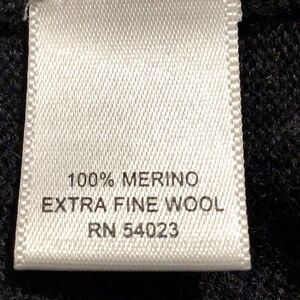 100% MERINO
EXTRA FINE WOOL
RN 54023